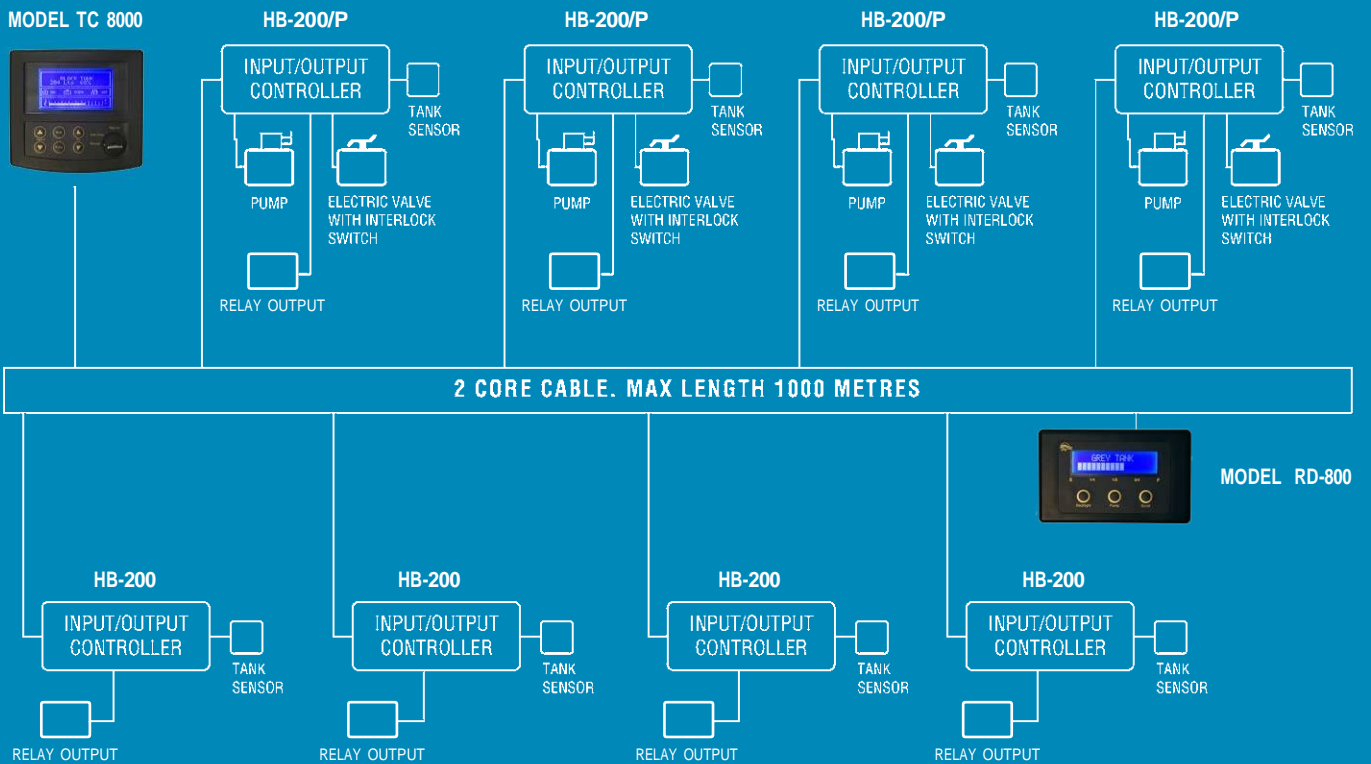 MODEL TC 8000
HB-200/P
HB-200/P
HB-200/P
HB-200/P
INPUT/OUTPUT
CONTROLLER
TANK
SENSOR
PUMP
ELECTRIC VALVE
WITH INTERLOCK
SWITCH
RELAY OUTPUT
INPUT/OUTPUT
CONTROLLER
TANK
SENSOR
PUMP
ELECTRIC VALVE
WITH INTERLOCK
SWITCH
RELAY OUTPUT
INPUT/OUTPUT
CONTROLLER
TANK
SENSOR
PUMP
ELECTRIC VALVE
WITH INTERLOCK
SWITCH
RELAY OUTPUT
INPUT/OUTPUT
CONTROLLER
TANK
SENSOR
PUMP
ELECTRIC VALVE
WITH INTERLOCK
SWITCH
RELAY OUTPUT
2 CORE CABLE. MAX LENGTH 1000 METRES
GREY TANK
MODEL RD-800
HB-200
INPUT/OUTPUT
CONTROLLER
TANK
SENSOR
RELAY OUTPUT
HB-200
INPUT/OUTPUT
CONTROLLER
TANK
SENSOR
RELAY OUTPUT
HB-200
INPUT/OUTPUT
CONTROLLER
TANK
SENSOR
RELAY OUTPUT
HB-200
INPUT/OUTPUT
CONTROLLER
TANK
SENSOR
RELAY OUTPUT